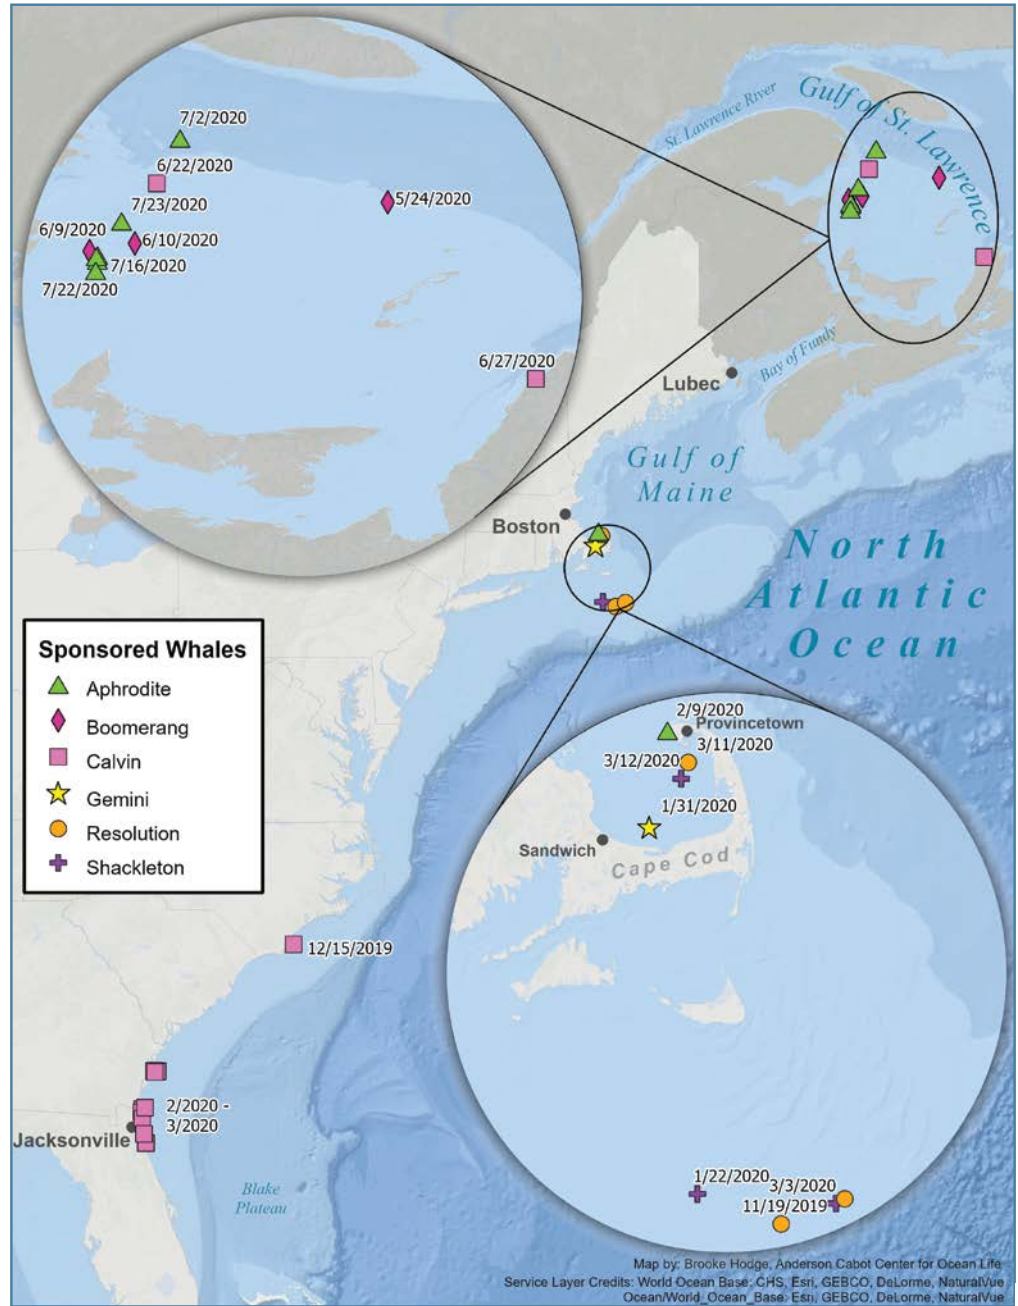 Gulf of St. Lawrence
St. Lawrence River
7/2/2020
6/22/2020
7/23/2020
5/24/2020
6/9/2020
6/10/2020
7/16/2020
7/22/2020
6/27/2020
Bay of Fundy
Lubec
Gulf of
Maine
Boston
North
Atlantic
Ocean
Sponsored Whales
Aphrodite
Boomerang
Calvin
Gemini
Resolution
Shackleton
2/9/2020
Provincetown
3/11/2020
3/12/2020
1/31/2020
Sandwich
Cape Cod
12/15/2019
2/2020 -
3/2020
Jacksonville
Blake
Plateau
1/22/2020
3/3/2020
11/19/2019
Map by: Brooke Hodge, Anderson Cabot Center for Ocean Life
Service Layer Credits: World Ocean Base: CHS, Esri, GEBCO, DeLorme, NaturalVue
Ocean/World_Ocean_Base: Esri, GEBCO, DeLorme, NaturalVue